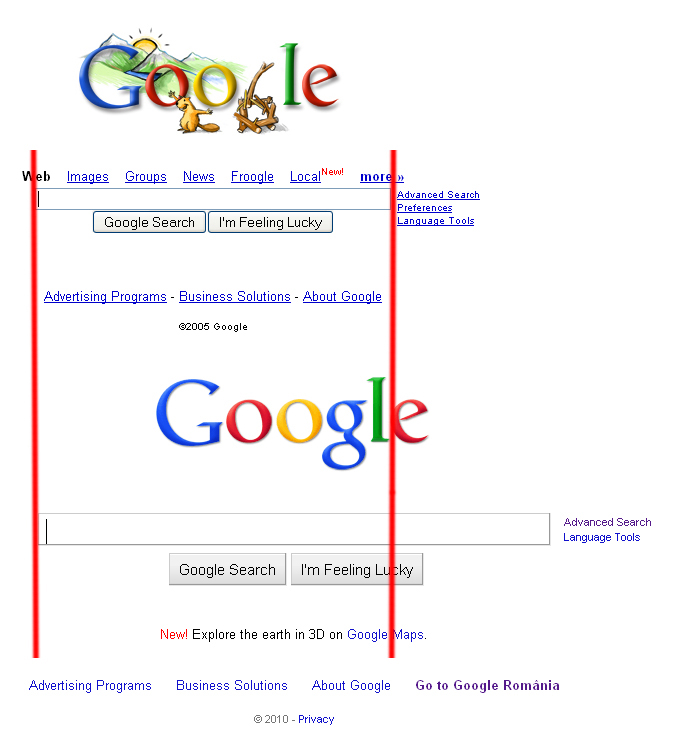 Google
Web Images Groups News Froogle Local New! more »
Advanced Search
Preferences
Language Tools
Google Search I'm Feeling Lucky
Advertising Programs - Business Solutions - About Google
©2005 Google
Google
Advanced Search
Language Tools
Google Search I'm Feeling Lucky
New! Explore the earth in 3D on Google Maps.
Advertising Programs Business Solutions About Google Go to Google România
© 2010 - Privacy